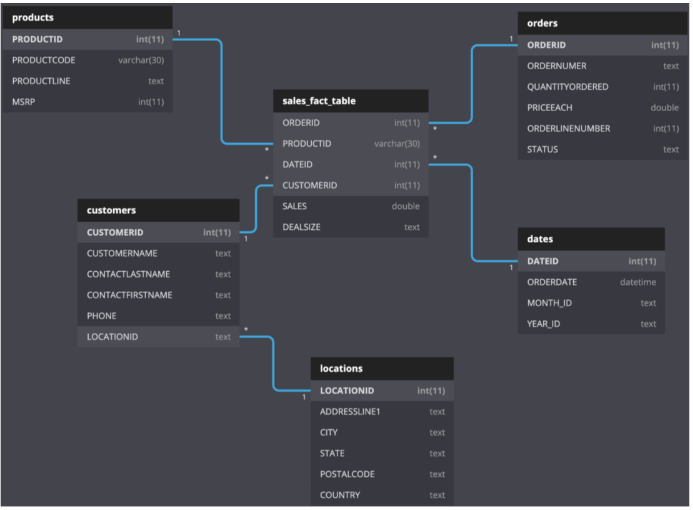 products
PRODUCTID int(11)
PRODUCTCODE varchar(30)
PRODUCTLINE text
MSRP int(11)
1
*
orders
ORDERID int(11)
ORDERNUMER text
QUANTITYORDERED int(11)
PRICEEACH double
ORDERLINENUMBER int(11)
STATUS text
1
*
sales_fact_table
ORDERID int(11)
PRODUCTID varchar(30)
DATEID int(11)
CUSTOMERID int(11)
SALES double
DEALSIZE text
*
*
customers
CUSTOMERID int(11)
CUSTOMERNAME text
CONTACTLASTNAME text
CONTACTFIRSTNAME text
PHONE text
LOCATIONID text
1
*
dates
DATEID int(11)
ORDERDATE datetime
MONTH_ID text
YEAR_ID text
1
locations
LOCATIONID int(11)
ADDRESSLINE1 text
CITY text
STATE text
POSTALCODE text
COUNTRY text
1